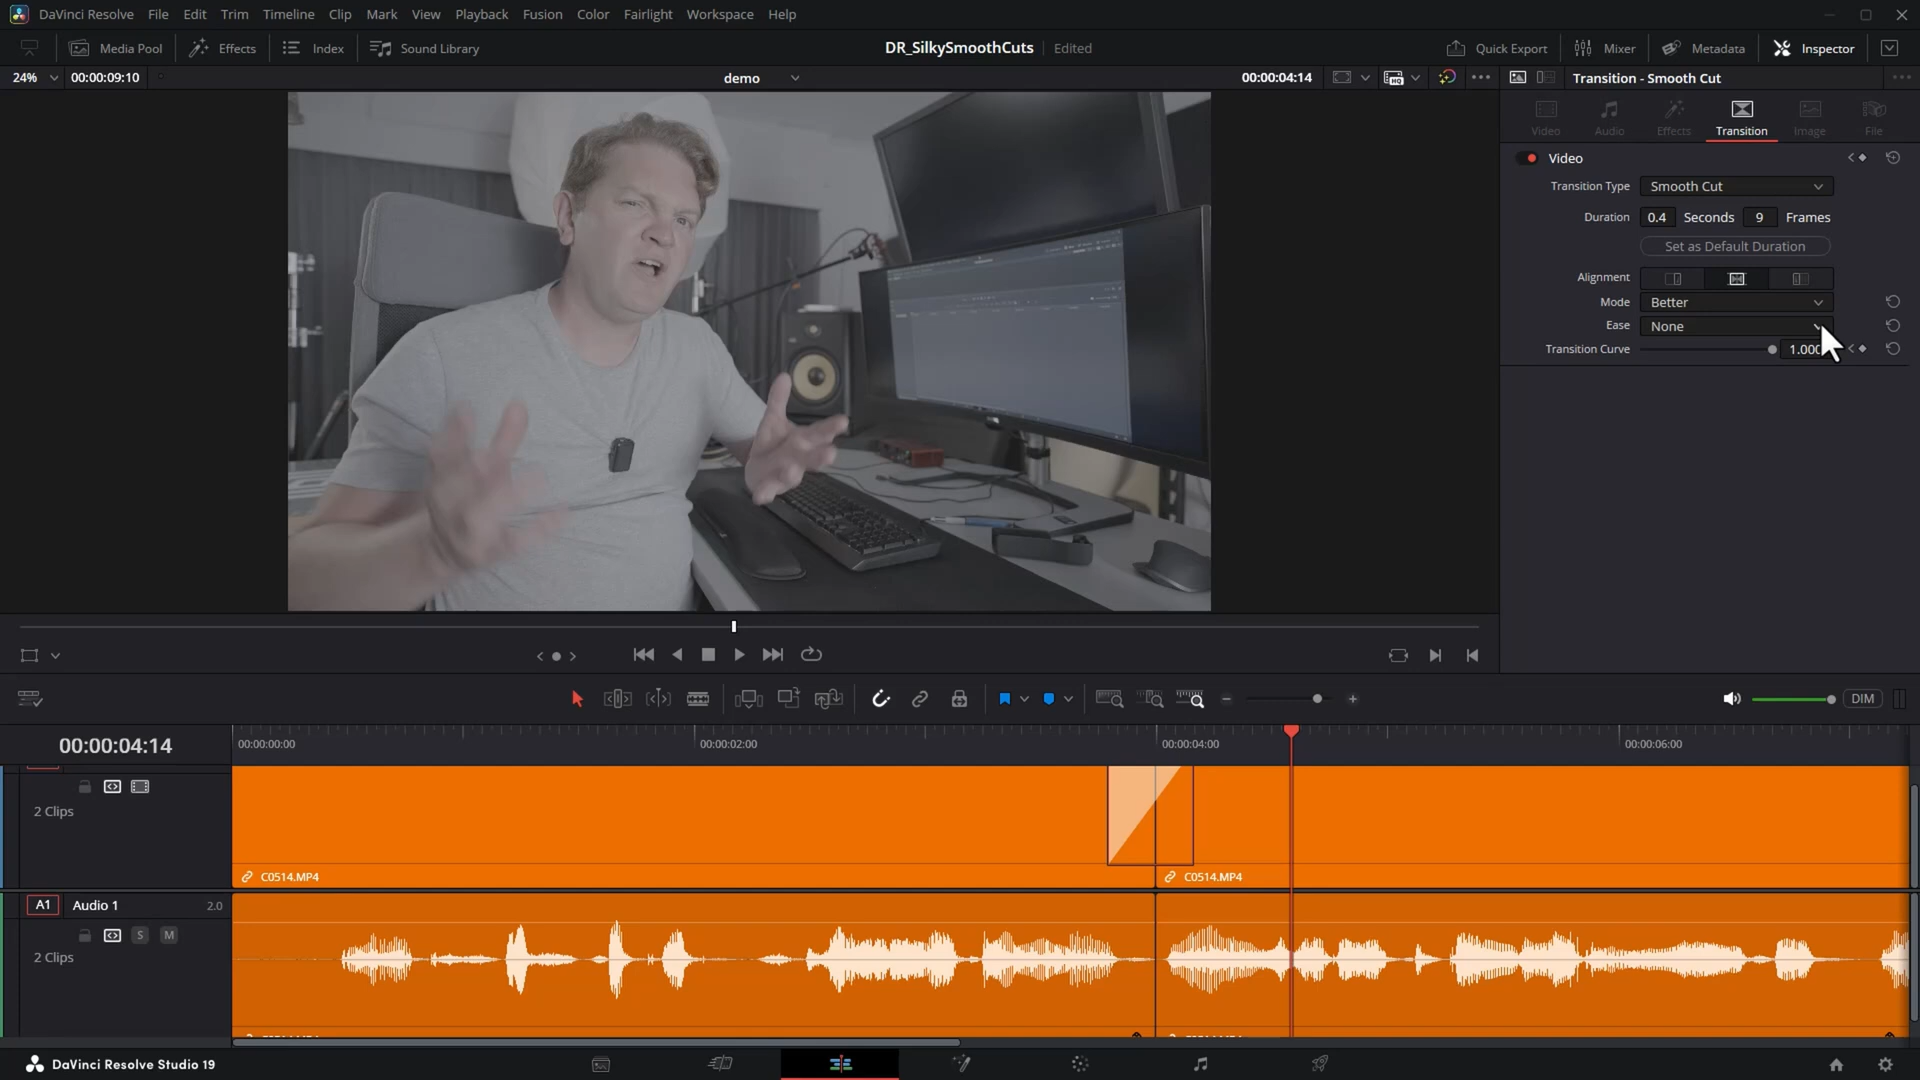 DaVinci Resolve File Edit Trim Timeline Clip Mark View Playback Fusion Color Fairlight Workspace Help
Media Pool Effects Index Sound Library DR_SilkySmoothCuts Edited Quick Export Mixer Metadata Inspector
24% 00:00:09:10 demo 00:00:04:14 Transition - Smooth Cut
Video Audio Effects Transition Image File
Video
Transition Type Smooth Cut
Duration 0.4 Seconds 9 Frames
Set as Default Duration
Alignment
Mode Better
Ease None
Transition Curve 1.000
DIM
00:00:04:14 00:00:00:00 00:00:02:00 00:00:04:00 00:00:06:00
2 Clips
C0514.MP4 C0514.MP4
A1 Audio 1 2.0
S M
2 Clips
DaVinci Resolve Studio 19